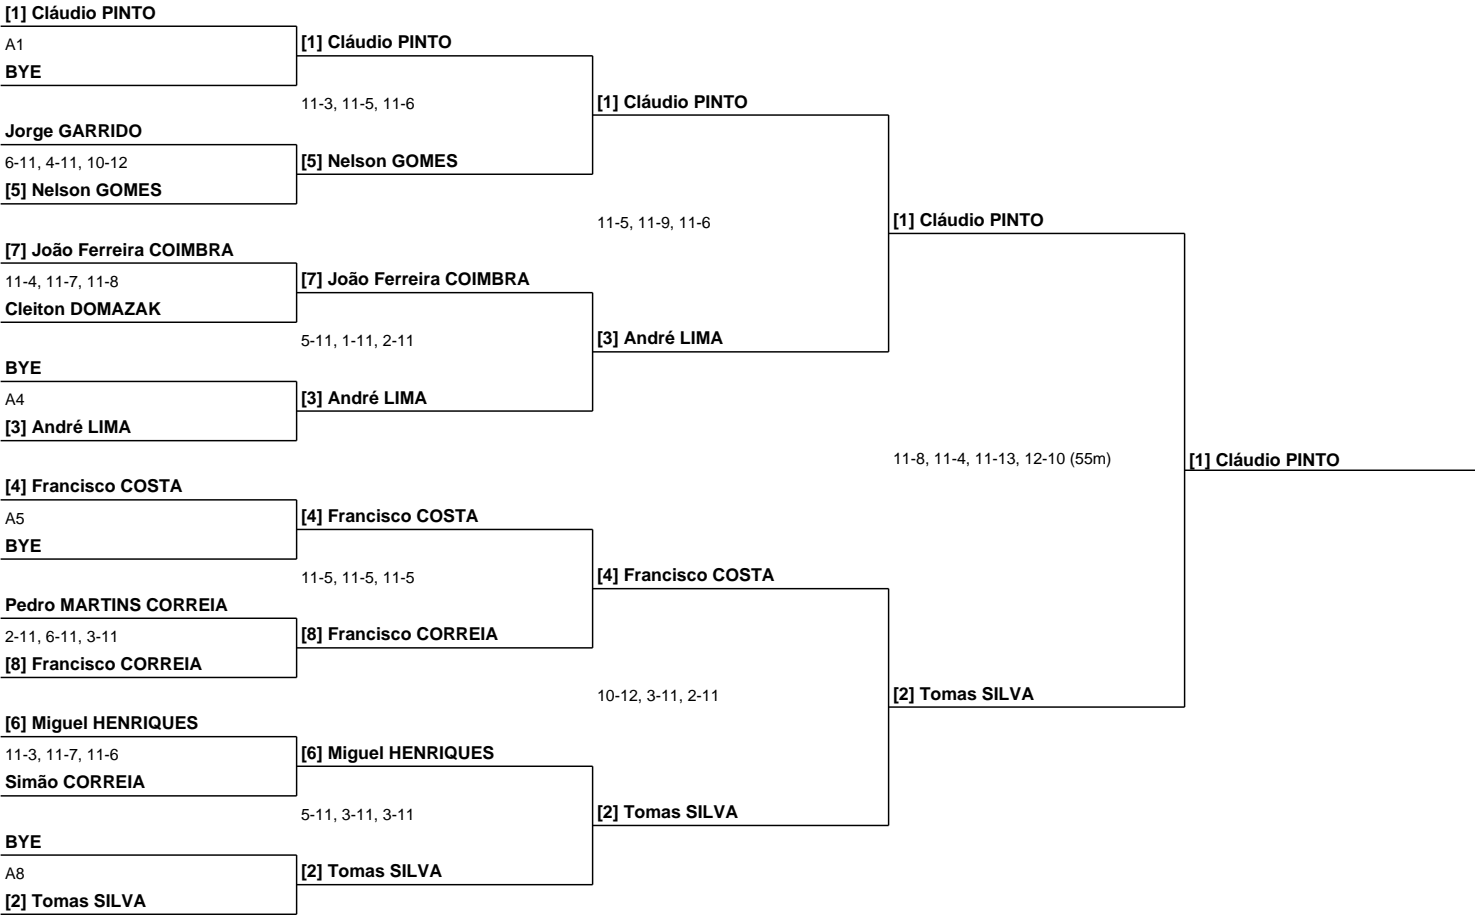 [1] Cláudio PINTO
A1
BYE
Jorge GARRIDO
6-11, 4-11, 10-12
[5] Nelson GOMES
[7] João Ferreira COIMBRA
11-4, 11-7, 11-8
Cleiton DOMAZAK
BYE
A4
[3] André LIMA
[4] Francisco COSTA
A5
BYE
Pedro MARTINS CORREIA
2-11, 6-11, 3-11
[8] Francisco CORREIA
[6] Miguel HENRIQUES
11-3, 11-7, 11-6
Simão CORREIA
BYE
A8
[2] Tomas SILVA
[1] Cláudio PINTO
11-3, 11-5, 11-6
[5] Nelson GOMES
[7] João Ferreira COIMBRA
5-11, 1-11, 2-11
[3] André LIMA
[4] Francisco COSTA
11-5, 11-5, 11-5
[8] Francisco CORREIA
[6] Miguel HENRIQUES
5-11, 3-11, 3-11
[2] Tomas SILVA
[1] Cláudio PINTO
11-5, 11-9, 11-6
[3] André LIMA
[4] Francisco COSTA
10-12, 3-11, 2-11
[2] Tomas SILVA
[1] Cláudio PINTO
11-8, 11-4, 11-13, 12-10 (55m)
[2] Tomas SILVA
[1] Cláudio PINTO